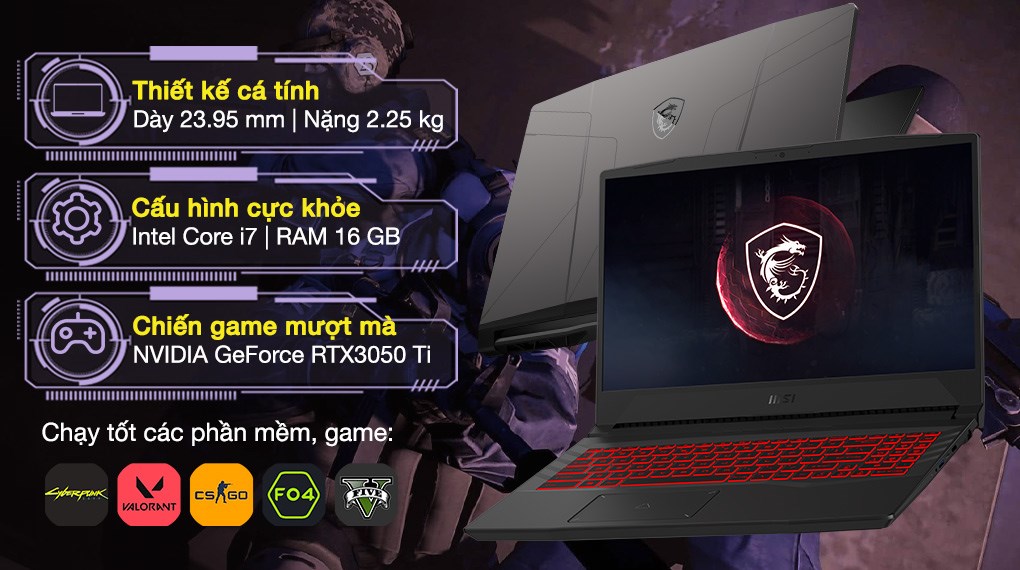 Thiết kế cá tính
Dày 23.95 mm | Nặng 2.25 kg
Cấu hình cực khỏe
Intel Core i7 | RAM 16 GB
Chiến game mượt mà
NVIDIA GeForce RTX3050 Ti
Chạy tốt các phần mềm, game:
Cyberpunk
VALORANT
CS GO
FO4
V
FIVE
msi